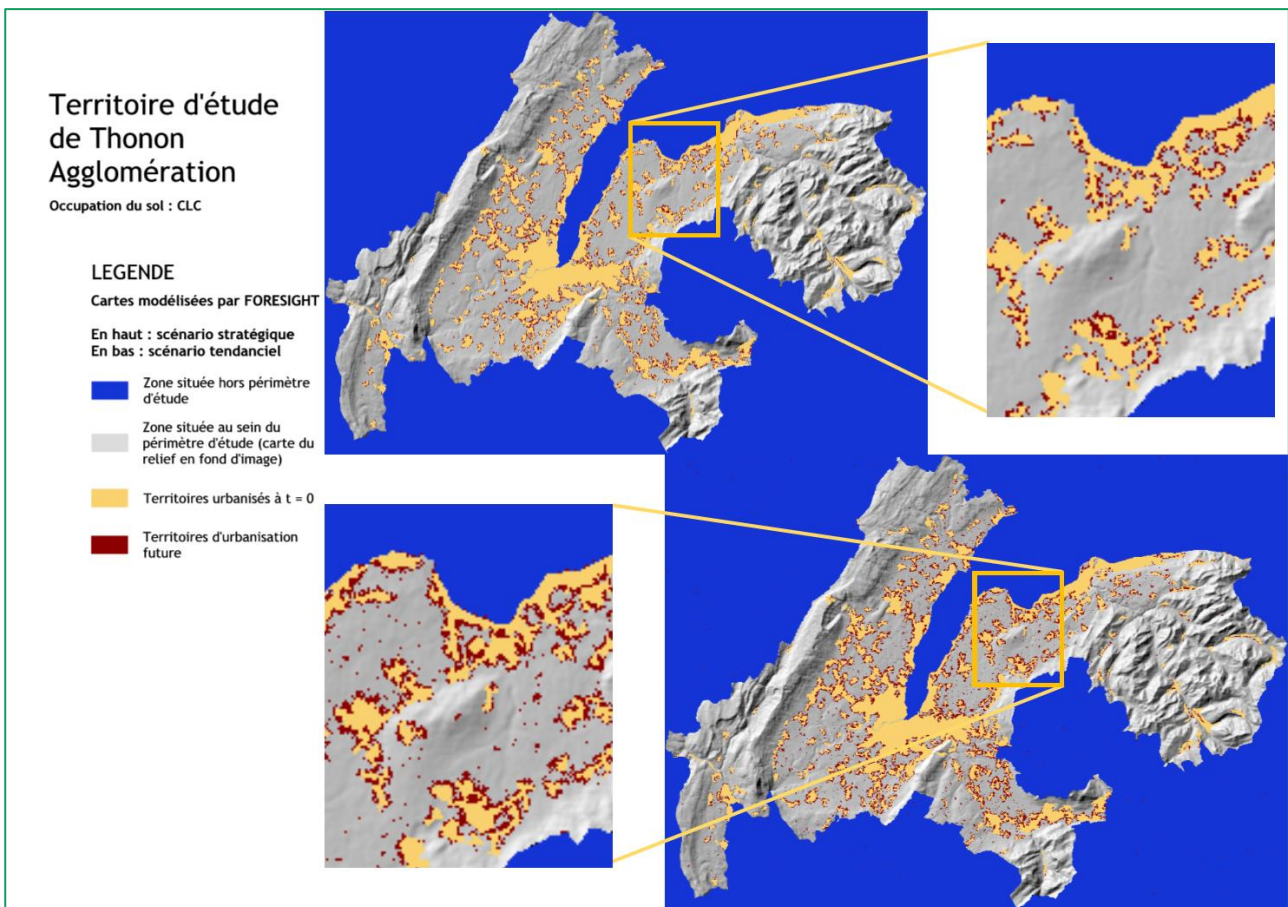 Territoire d'étude
de Thonon
Agglomération
Occupation du sol : CLC
LEGENDE
Cartes modélisées par FORESIGHT
En haut : scénario stratégique
En bas : scénario tendanciel
Zone située hors périmètre
d'étude
Zone située au sein du
périmètre d'étude (carte du
relief en fond d'image)
Territoires urbanisés à t = 0
Territoires d'urbanisation
future